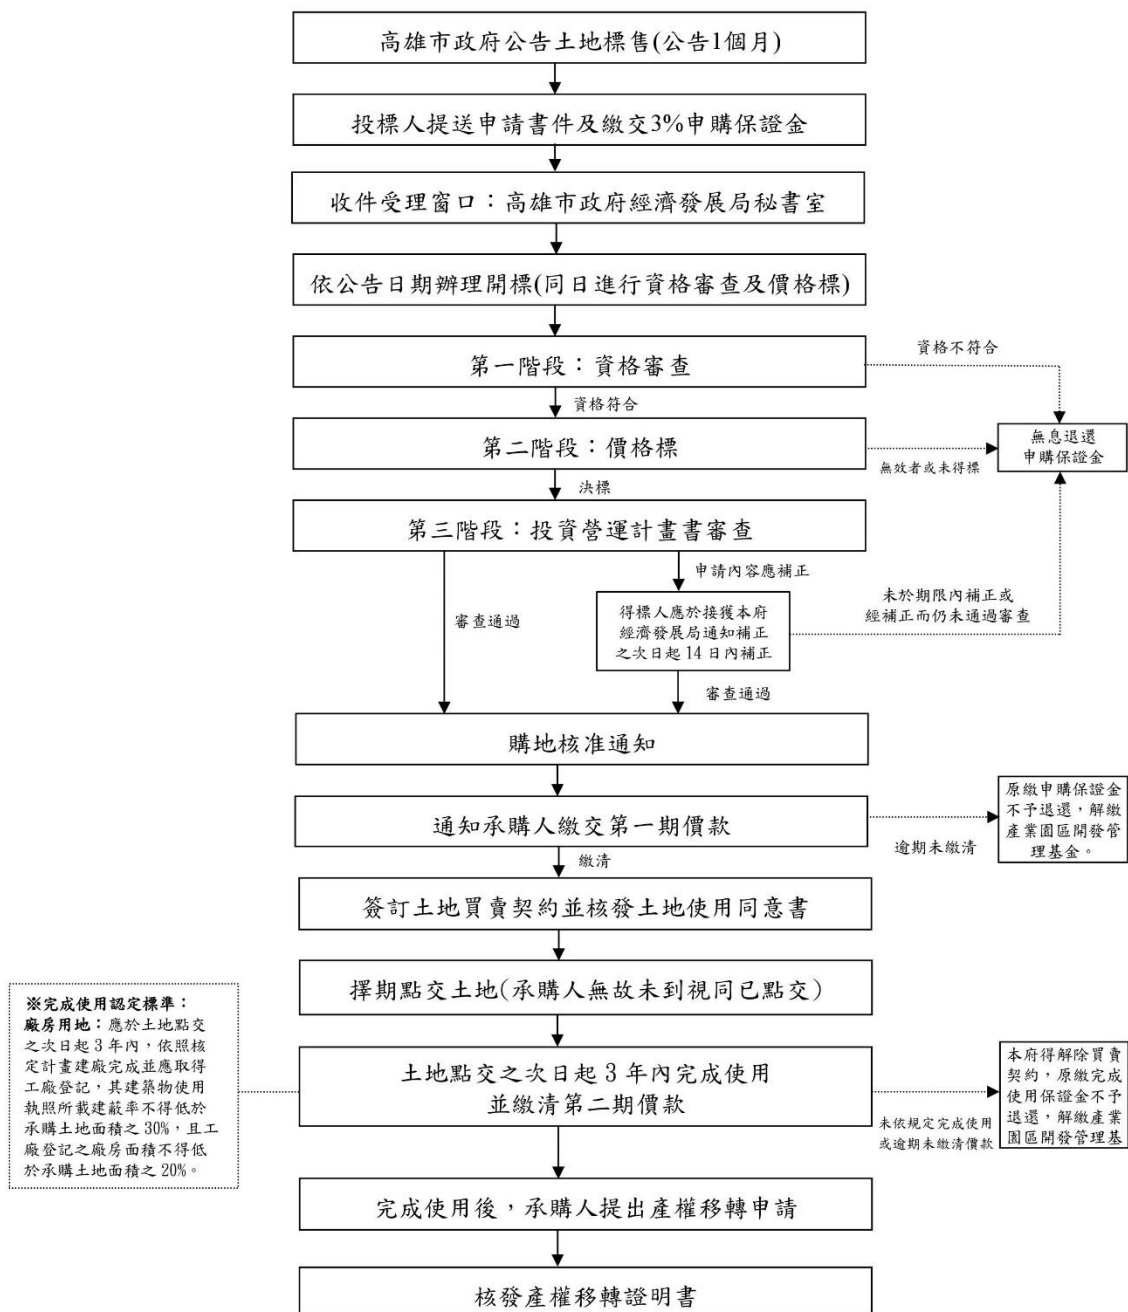 高雄市政府公告土地標售(公告1個月)
投標人提送申請書件及繳交3%申購保證金
收件受理窗口：高雄市政府經濟發展局秘書室
依公告日期辦理開標(同日進行資格審查及價格標)
第一階段：資格審查
資格不符合
資格符合
第二階段：價格標
無效者或未得標
無息退還
申購保證金
決標
第三階段：投資營運計畫書審查
申請內容應補正
審查通過
得標人應於接獲本府
經濟發展局通知補正
之次日起 14 日內補正
未於期限內補正或
經補正而仍未通過審查
審查通過
購地核准通知
通知承購人繳交第一期價款
逾期未繳清
原繳申購保證金
不予退還，解繳
產業園區開發管
理基金。
繳清
簽訂土地買賣契約並核發土地使用同意書
擇期點交土地(承購人無故未到視同已點交)
※完成使用認定標準：
廠房用地：應於土地點交
之次日起 3 年內，依照核
定計畫建廠完成並應取得
工廠登記，其建築物使用
執照所載建蔽率不得低於
承購土地面積之 30%，且工
廠登記之廠房面積不得低
於承購土地面積之 20%。
土地點交之次日起 3 年內完成使用
並繳清第二期價款
未依規定完成使用
或逾期未繳清價款
本府得解除買賣
契約，原繳完成
使用保證金不予
退還，解繳產業
園區開發管理基
完成使用後，承購人提出產權移轉申請
核發產權移轉證明書